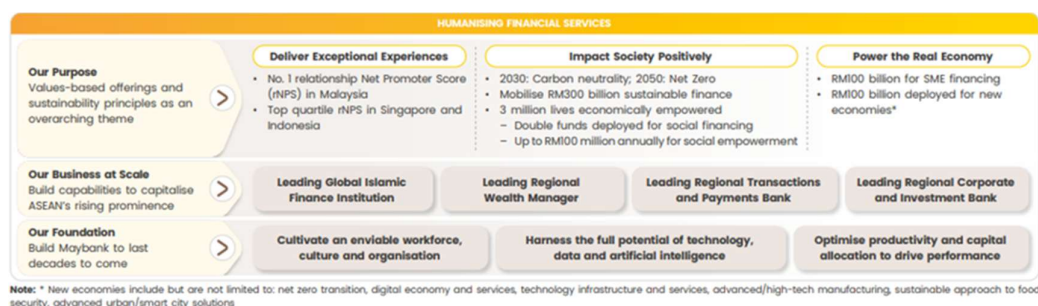 HUMANISING FINANCIAL SERVICES
Our Purpose
Values-based offerings and
sustainability principles as an
overarching theme
Deliver Exceptional Experiences
• No. 1 relationship Net Promoter Score
(rNPS) in Malaysia
• Top quartile rNPS in Singapore and
Indonesia
Impact Society Positively
• 2030: Carbon neutrality; 2050: Net Zero
• Mobilise RM300 billion sustainable finance
• 3 million lives economically empowered
– Double funds deployed for social financing
– Up to RM100 million annually for social empowerment
Power the Real Economy
• RM100 billion for SME financing
• RM100 billion deployed for new
economies*
Our Business at Scale
Build capabilities to capitalise
ASEAN's rising prominence
Leading Global Islamic
Finance Institution
Leading Regional
Wealth Manager
Leading Regional Transactions
and Payments Bank
Leading Regional Corporate
and Investment Bank
Our Foundation
Build Maybank to last
decades to come
Cultivate an enviable workforce,
culture and organisation
Harness the full potential of technology,
data and artificial intelligence
Optimise productivity and capital
allocation to drive performance
Note: * New economies include but are not limited to: net zero transition, digital economy and services, technology infrastructure and services, advanced/high-tech manufacturing, sustainable approach to food
security, advanced urban/smart city solutions